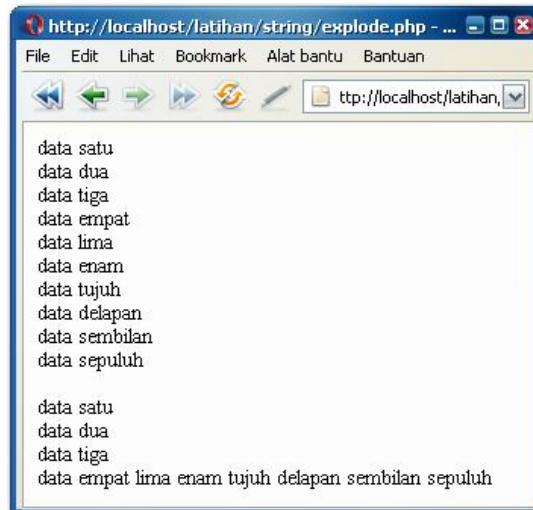 http://localhost/latihan/string/explode.php - ...
File Edit Lihat Bookmark Alat bantu Bantuan
ttp://localhost/latihan,
data satu
data dua
data tiga
data empat
data lima
data enam
data tujuh
data delapan
data sembilan
data sepuluh
data satu
data dua
data tiga
data empat lima enam tujuh delapan sembilan sepuluh